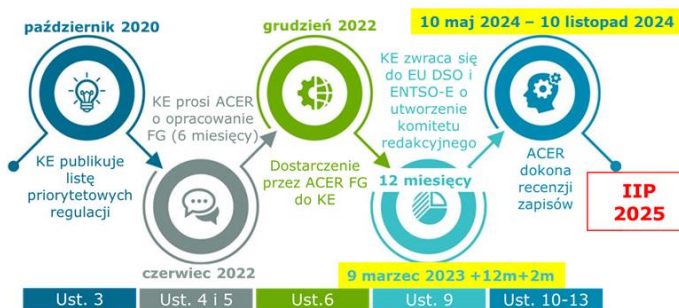 październik 2020
KE publikuje
listę
priorytetowych
regulacji
KE prosi ACER
o opracowanie
FG (6 miesięcy)
czerwiec 2022
grudzień 2022
Dostarczenie
przez ACER FG
do KE
KE zwraca się
do EU DSO i
ENTSO-E o
utworzenie
komitetu
redakcyjnego
12 miesięcy
9 marzec 2023 +12m+2m
10 maj 2024 – 10 listopad 2024
ACER
dokona
recenzji
zapisów
IIP
2025
Ust. 3
Ust. 4 i 5
Ust.6
Ust. 9
Ust. 10-13